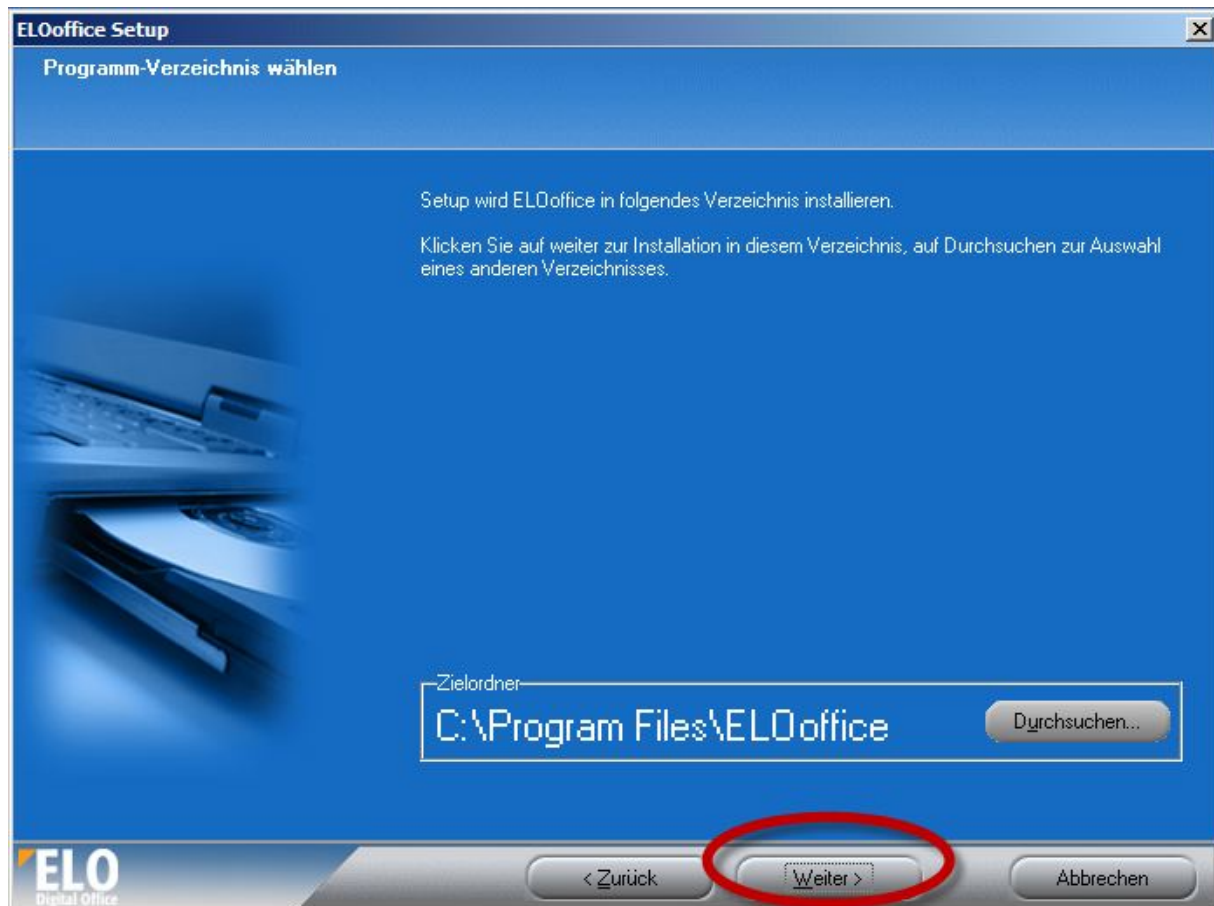 ELOoffice Setup
Programm-Verzeichnis wählen
Setup wird ELOoffice in folgendes Verzeichnis installieren.
Klicken Sie auf weiter zur Installation in diesem Verzeichnis, auf Durchsuchen zur Auswahl
eines anderen Verzeichnisses.
Zielordner
C:\Program Files\ELOoffice
Durchsuchen...
ELO
Digital Office
< Zurück
Weiter >
Abbrechen